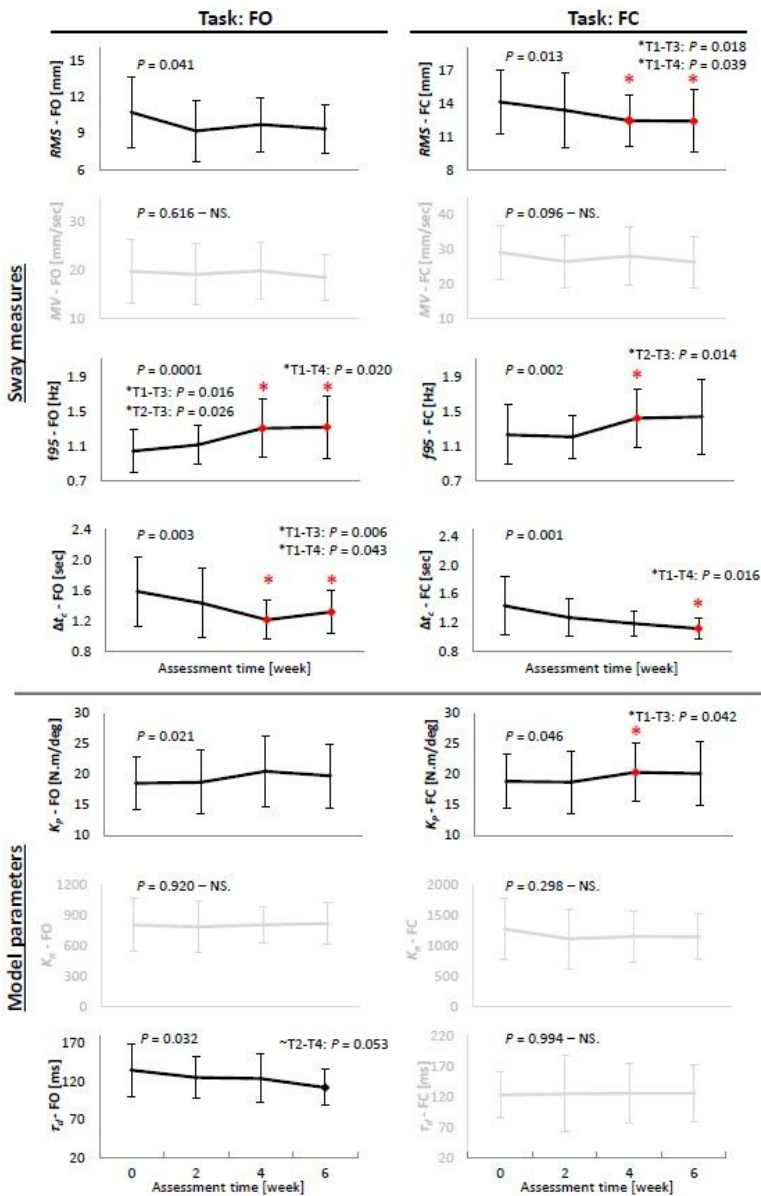 Task: FO
Task: FC
Sway measures
RMS - FO [mm]
15
12
9
6
P = 0.041
RMS - FC [mm]
17
14
11
8
P = 0.013
*T1-T3: P = 0.018
*T1-T4: P = 0.039
*
*
MV - FO [mm/sec]
30
20
10
P = 0.616 – NS.
MV - FC [mm/sec]
40
30
20
10
P = 0.096 – NS.
f95 - FO [Hz]
1.9
1.5
1.1
0.7
P = 0.0001
*T1-T3: P = 0.016
*T2-T3: P = 0.026
*T1-T4: P = 0.020
*
*
f95 - FC [Hz]
1.9
1.5
1.1
0.7
P = 0.002
*T2-T3: P = 0.014
*
Δtc - FO [sec]
2.4
2.0
1.6
1.2
0.8
P = 0.003
*T1-T3: P = 0.006
*T1-T4: P = 0.043
*
*
Assessment time [week]
Δtc - FC [sec]
2.4
2.0
1.6
1.2
0.8
P = 0.001
*T1-T4: P = 0.016
*
Assessment time [week]
Model parameters
KP - FO [N.m/deg]
30
25
20
15
10
P = 0.021
KP - FC [N.m/deg]
30
25
20
15
10
P = 0.046
*T1-T3: P = 0.042
*
Kn - FO
1200
900
600
300
0
P = 0.920 – NS.
Kn - FC
2000
1500
1000
500
0
P = 0.298 – NS.
τd - FO [ms]
170
120
70
20
P = 0.032
~T2-T4: P = 0.053
0
2
4
6
Assessment time [week]
τd - FC [ms]
220
170
120
70
20
P = 0.994 – NS.
0
2
4
6
Assessment time [week]